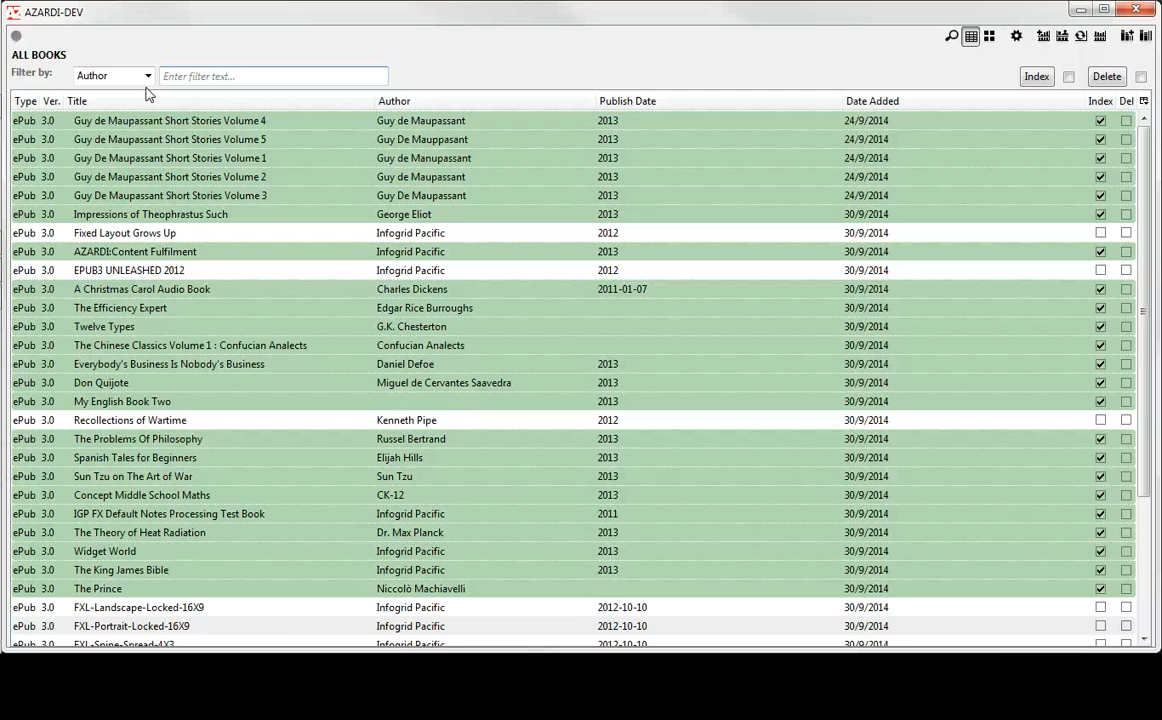 AZARDI-DEV
ALL BOOKS
Filter by: Author Enter filter text... Index Delete
Type Ver. Title Author Publish Date Date Added Index Del
ePub 3.0 Guy de Maupassant Short Stories Volume 4 Guy de Maupassant 2013 24/9/2014
ePub 3.0 Guy de Maupassant Short Stories Volume 5 Guy De Mauppasant 2013 24/9/2014
ePub 3.0 Guy De Maupassant Short Stories Volume 1 Guy de Manupassant 2013 24/9/2014
ePub 3.0 Guy de Maupassant Short Stories Volume 2 Guy de Maupassant 2013 24/9/2014
ePub 3.0 Guy De Maupassant Short Stories Volume 3 Guy De Maupassant 2013 24/9/2014
ePub 3.0 Impressions of Theophrastus Such George Eliot 2013 30/9/2014
ePub 3.0 Fixed Layout Grows Up Infogrid Pacific 2012 30/9/2014
ePub 3.0 AZARDI:Content Fulfilment Infogrid Pacific 2013 30/9/2014
ePub 3.0 EPUB3 UNLEASHED 2012 Infogrid Pacific 2012 30/9/2014
ePub 3.0 A Christmas Carol Audio Book Charles Dickens 2011-01-07 30/9/2014
ePub 3.0 The Efficiency Expert Edgar Rice Burroughs 30/9/2014
ePub 3.0 Twelve Types G.K. Chesterton 30/9/2014
ePub 3.0 The Chinese Classics Volume 1 : Confucian Analects Confucian Analects 30/9/2014
ePub 3.0 Everybody's Business Is Nobody's Business Daniel Defoe 2013 30/9/2014
ePub 3.0 Don Quijote Miguel de Cervantes Saavedra 2013 30/9/2014
ePub 3.0 My English Book Two 2013 30/9/2014
ePub 3.0 Recollections of Wartime Kenneth Pipe 2012 30/9/2014
ePub 3.0 The Problems Of Philosophy Russel Bertrand 2013 30/9/2014
ePub 3.0 Spanish Tales for Beginners Elijah Hills 2013 30/9/2014
ePub 3.0 Sun Tzu on The Art of War Sun Tzu 2013 30/9/2014
ePub 3.0 Concept Middle School Maths CK-12 2013 30/9/2014
ePub 3.0 IGP FX Default Notes Processing Test Book Infogrid Pacific 2011 30/9/2014
ePub 3.0 The Theory of Heat Radiation Dr. Max Planck 2013 30/9/2014
ePub 3.0 Widget World Infogrid Pacific 2013 30/9/2014
ePub 3.0 The King James Bible Infogrid Pacific 2013 30/9/2014
ePub 3.0 The Prince Niccolò Machiavelli 30/9/2014
ePub 3.0 FXL-Landscape-Locked-16X9 Infogrid Pacific 2012-10-10 30/9/2014
ePub 3.0 FXL-Portrait-Locked-16X9 Infogrid Pacific 2012-10-10 30/9/2014
ePub 3.0 FXL-Spine-Spread-4X3 Infogrid Pacific 2012-10-10 30/9/2014